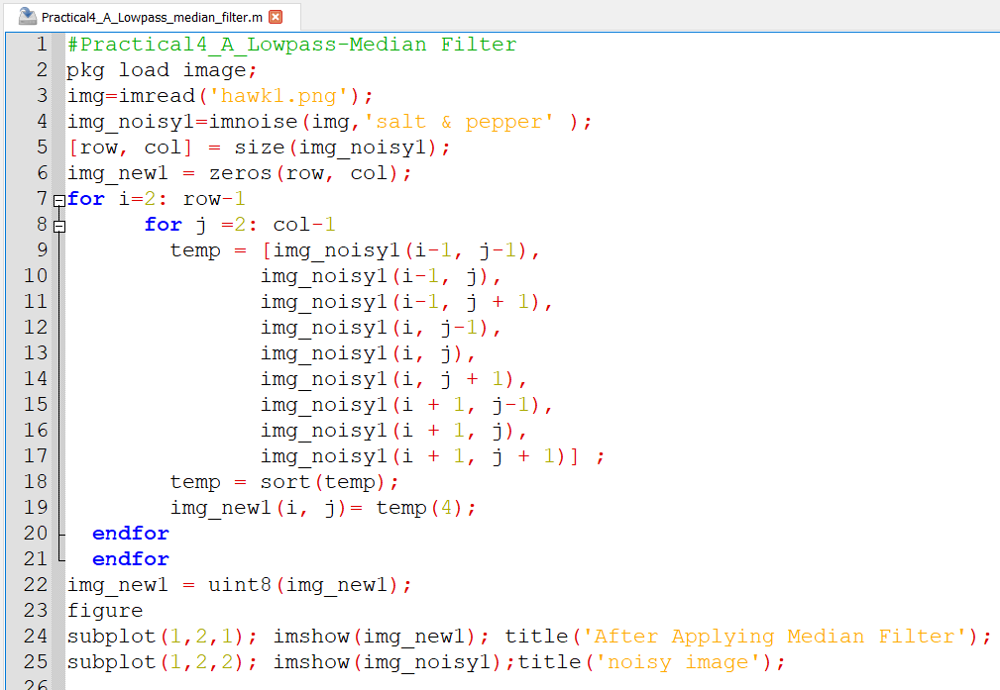 Practical4_A_Lowpass_median_filter.m
1 #Practical4_A_Lowpass-Median Filter
2 pkg load image;
3 img=imread('hawk1.png');
4 img_noisy1=imnoise(img,'salt & pepper' );
5 [row, col] = size(img_noisy1);
6 img_new1 = zeros(row, col);
7 for i=2: row-1
8 for j =2: col-1
9 temp = [img_noisy1(i-1, j-1),
10 img_noisy1(i-1, j),
11 img_noisy1(i-1, j + 1),
12 img_noisy1(i, j-1),
13 img_noisy1(i, j),
14 img_noisy1(i, j + 1),
15 img_noisy1(i + 1, j-1),
16 img_noisy1(i + 1, j),
17 img_noisy1(i + 1, j + 1)] ;
18 temp = sort(temp);
19 img_new1(i, j)= temp(4);
20 endfor
21 endfor
22 img_new1 = uint8(img_new1);
23 figure
24 subplot(1,2,1); imshow(img_new1); title('After Applying Median Filter');
25 subplot(1,2,2); imshow(img_noisy1);title('noisy image');
26